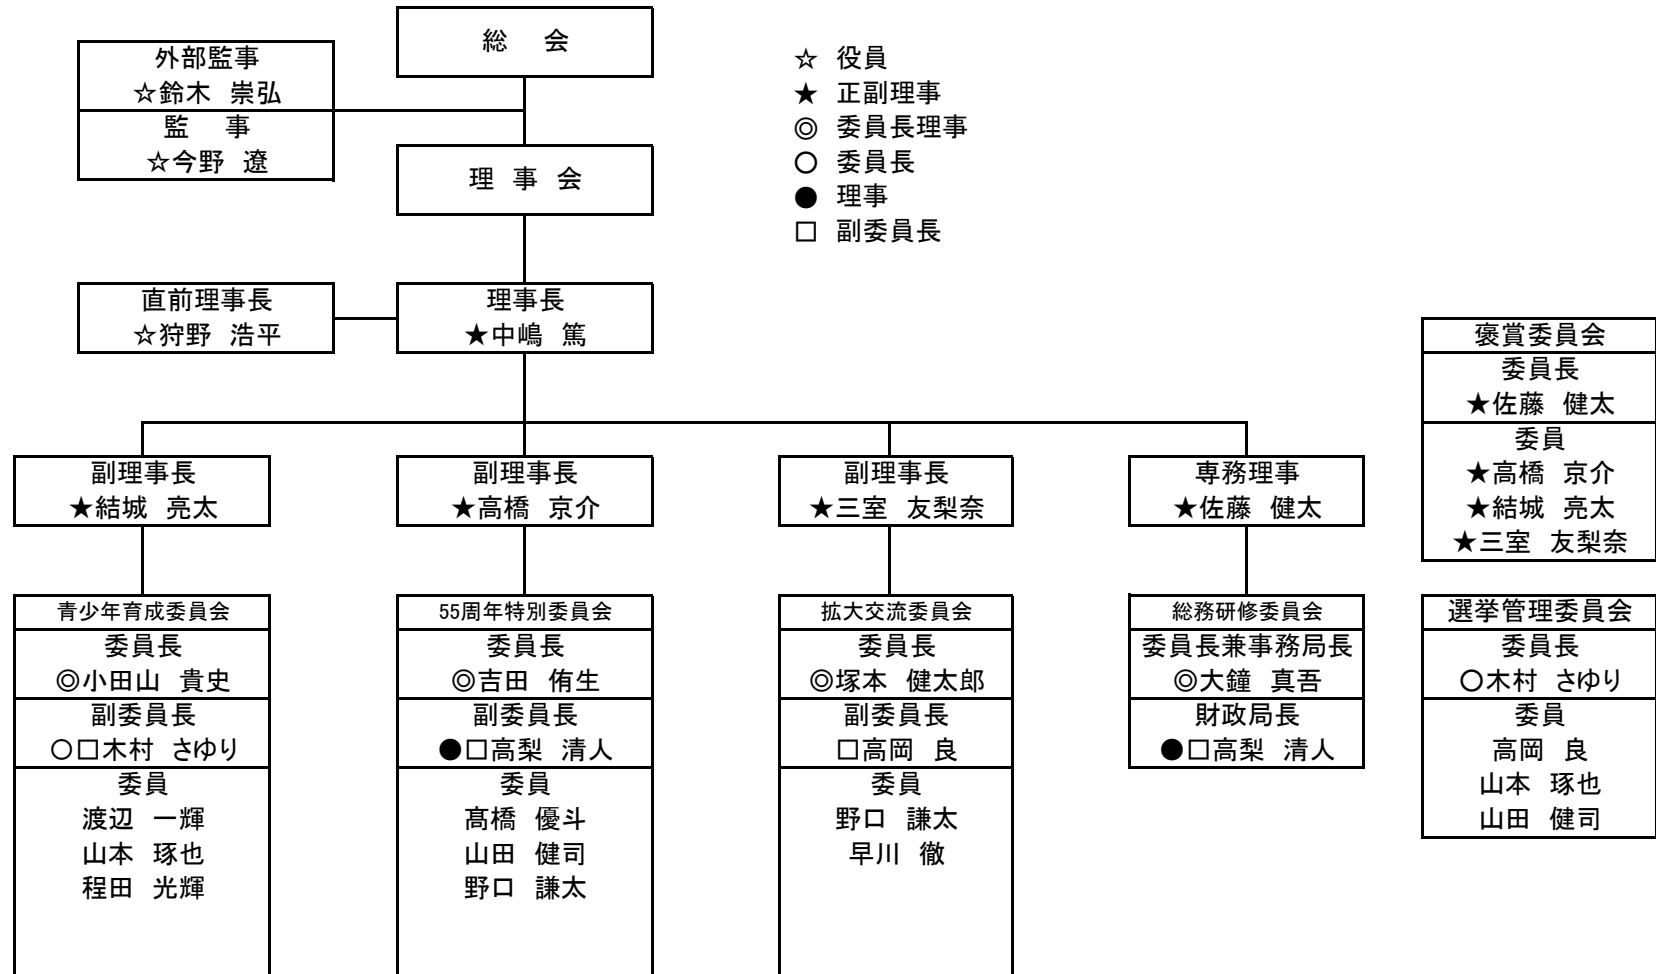 総　会
外部監事
☆鈴木 崇弘
監　事
☆今野 遼
☆ 役員
★ 正副理事
◎ 委員長理事
○ 委員長
● 理事
□ 副委員長
理 事 会
直前理事長
☆狩野 浩平
理事長
★中嶋 篤
副理事長
★結城 亮太
副理事長
★高橋 京介
副理事長
★三室 友梨奈
専務理事
★佐藤 健太
褒賞委員会
委員長
★佐藤 健太
委員
★高橋 京介
★結城 亮太
★三室 友梨奈
青少年育成委員会
委員長
◎小田山 貴史
副委員長
○□木村 さゆり
委員
渡辺 一輝
山本 琢也
程田 光輝
55周年特別委員会
委員長
◎吉田 侑生
副委員長
●□高梨 清人
委員
髙橋 優斗
山田 健司
野口 謙太
拡大交流委員会
委員長
◎塚本 健太郎
副委員長
□高岡 良
委員
野口 謙太
早川 徹
総務研修委員会
委員長兼事務局長
◎大鐘 真吾
財政局長
●□高梨 清人
選挙管理委員会
委員長
○木村 さゆり
委員
高岡 良
山本 琢也
山田 健司